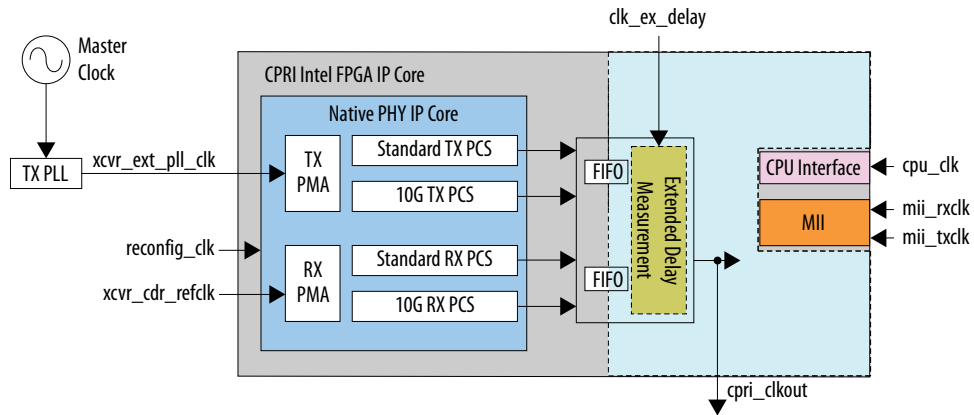 clk_ex_delay
Master
Clock
CPRI Intel FPGA IP Core
Native PHY IP Core
TX PLL
xcvr_ext_pll_clk
TX
PMA
Standard TX PCS
10G TX PCS
FIFO
Extended Delay
Measurement
CPU Interface
cpu_clk
MII
mii_rxclk
mii_txclk
reconfig_clk
xcvr_cdr_refclk
RX
PMA
Standard RX PCS
10G RX PCS
FIFO
cpri_clkout